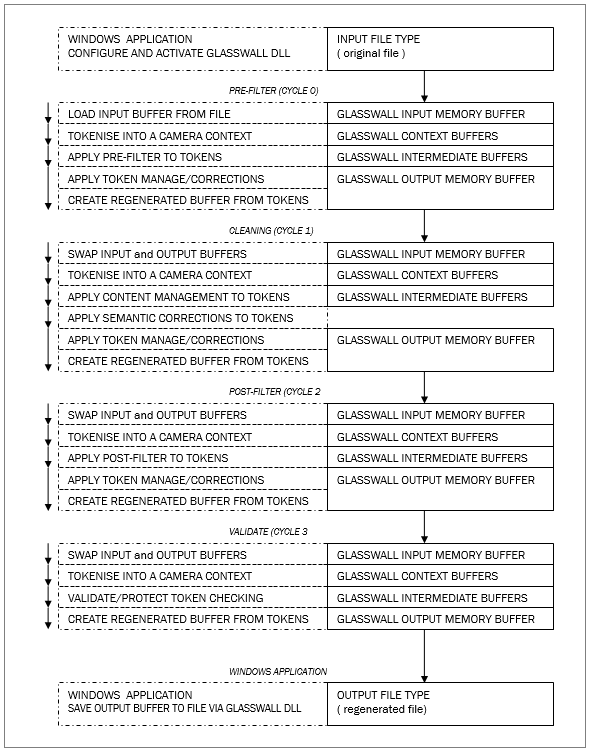 WINDOWS APPLICATION
CONFIGURE AND ACTIVATE GLASSWALL DLL
INPUT FILE TYPE
( original file )
PRE-FILTER (CYCLE 0)
LOAD INPUT BUFFER FROM FILE
GLASSWALL INPUT MEMORY BUFFER
TOKENISE INTO A CAMERA CONTEXT
GLASSWALL CONTEXT BUFFERS
APPLY PRE-FILTER TO TOKENS
GLASSWALL INTERMEDIATE BUFFERS
APPLY TOKEN MANAGE/CORRECTIONS
GLASSWALL OUTPUT MEMORY BUFFER
CREATE REGENERATED BUFFER FROM TOKENS
CLEANING (CYCLE 1)
SWAP INPUT and OUTPUT BUFFERS
GLASSWALL INPUT MEMORY BUFFER
TOKENISE INTO A CAMERA CONTEXT
GLASSWALL CONTEXT BUFFERS
APPLY CONTENT MANAGEMENT TO TOKENS
GLASSWALL INTERMEDIATE BUFFERS
APPLY SEMANTIC CORRECTIONS TO TOKENS
APPLY TOKEN MANAGE/CORRECTIONS
GLASSWALL OUTPUT MEMORY BUFFER
CREATE REGENERATED BUFFER FROM TOKENS
POST-FILTER (CYCLE 2
SWAP INPUT and OUTPUT BUFFERS
GLASSWALL INPUT MEMORY BUFFER
TOKENISE INTO A CAMERA CONTEXT
GLASSWALL CONTEXT BUFFERS
APPLY POST-FILTER TO TOKENS
GLASSWALL INTERMEDIATE BUFFERS
APPLY TOKEN MANAGE/CORRECTIONS
GLASSWALL OUTPUT MEMORY BUFFER
CREATE REGENERATED BUFFER FROM TOKENS
VALIDATE (CYCLE 3
SWAP INPUT and OUTPUT BUFFERS
GLASSWALL INPUT MEMORY BUFFER
TOKENISE INTO A CAMERA CONTEXT
GLASSWALL CONTEXT BUFFERS
VALIDATE/PROTECT TOKEN CHECKING
GLASSWALL INTERMEDIATE BUFFERS
CREATE REGENERATED BUFFER FROM TOKENS
GLASSWALL OUTPUT MEMORY BUFFER
WINDOWS APPLICATION
WINDOWS APPLICATION
SAVE OUTPUT BUFFER TO FILE VIA GLASSWALL DLL
OUTPUT FILE TYPE
( regenerated file)